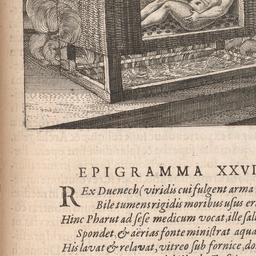 EPIGRAMMA XXVI
REx Duenech (viridis cui fulgent arma
Bile tumens rigidis moribus usus er
Hinc Pharut ad sese medicum vocat, ille sal
Spondet, & aërias fonte ministrat aqua
His lavat & relavat, vitreo sub fornice, do